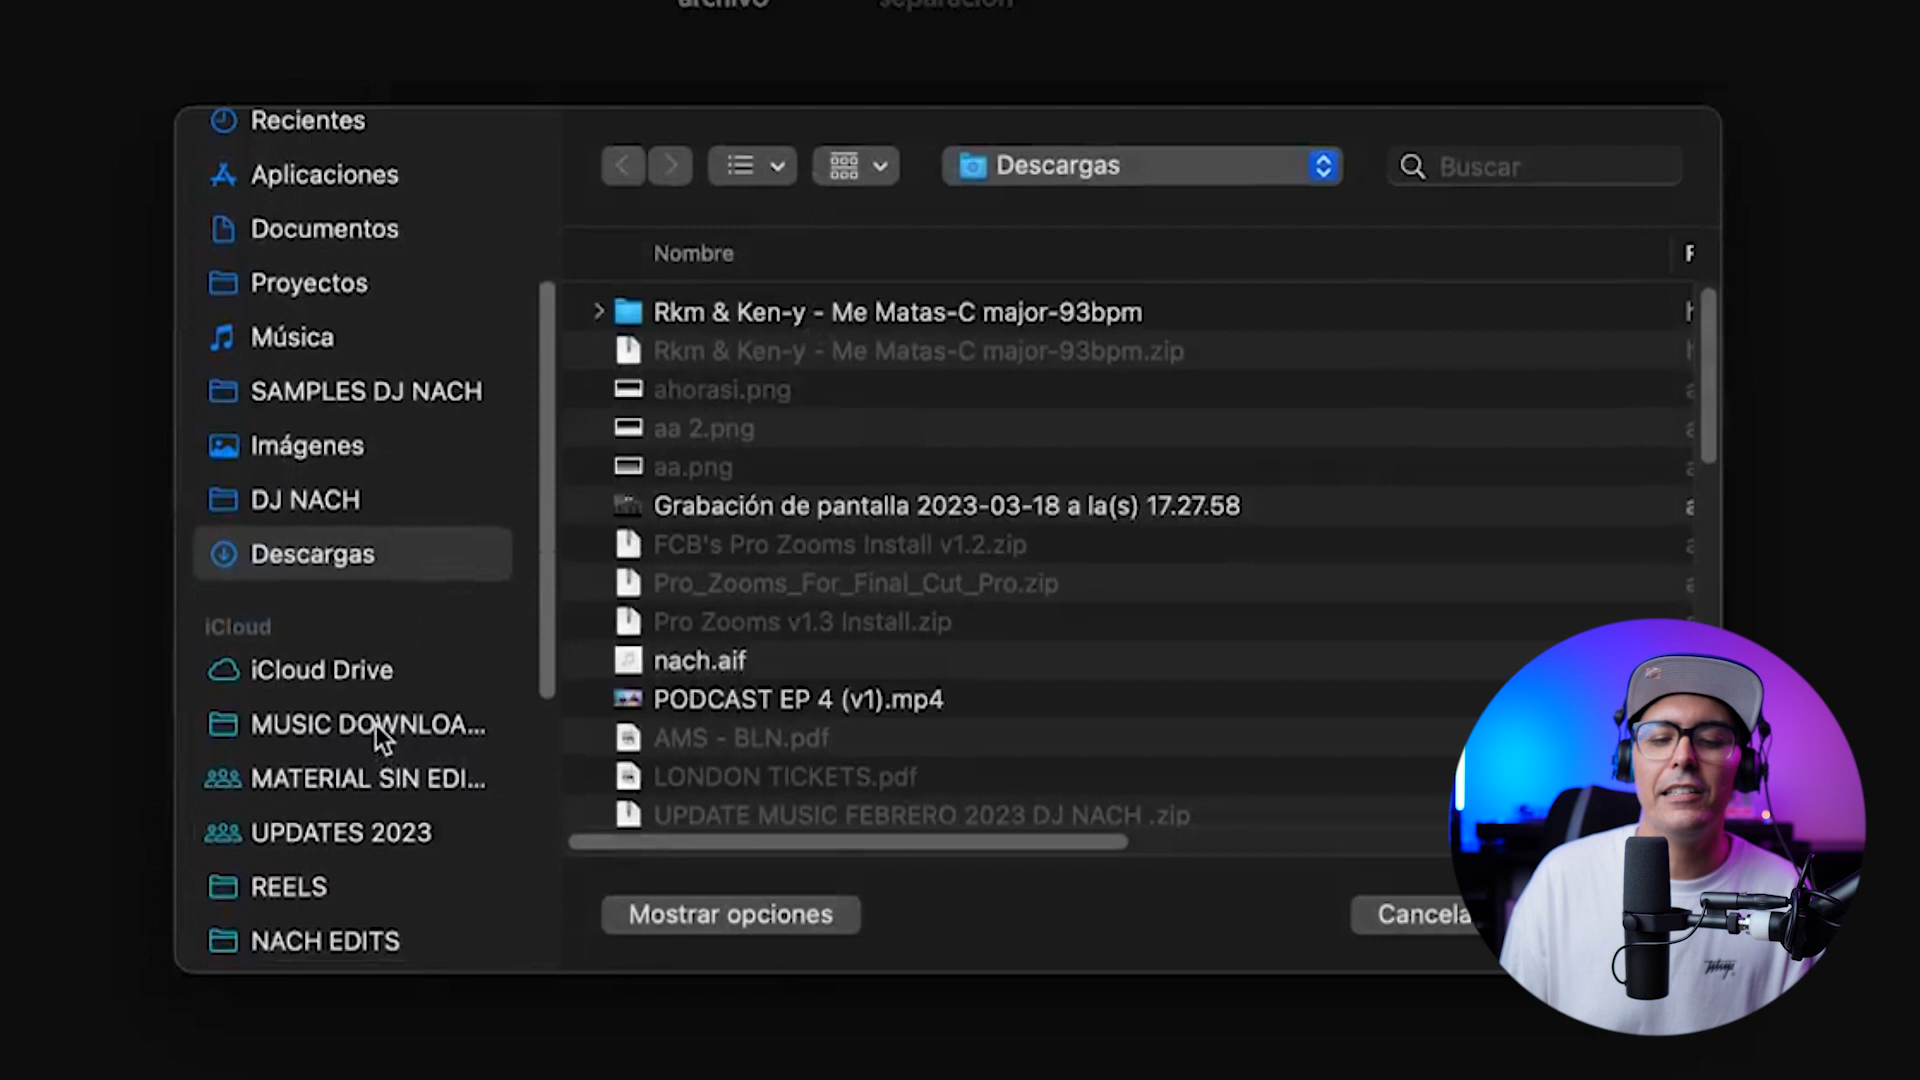 archivo separación
Recientes
Aplicaciones
Documentos
Proyectos
Música
SAMPLES DJ NACH
Imágenes
DJ NACH
Descargas
iCloud
iCloud Drive
MUSIC DOWNLOA...
MATERIAL SIN EDI...
UPDATES 2023
REELS
NACH EDITS
Descargas
Buscar
Nombre
Rkm & Ken-y - Me Matas-C major-93bpm
Rkm & Ken-y - Me Matas-C major-93bpm.zip
ahorasi.png
aa 2.png
aa.png
Grabación de pantalla 2023-03-18 a la(s) 17.27.58
FCB's Pro Zooms Install v1.2.zip
Pro_Zooms_For_Final_Cut_Pro.zip
Pro Zooms v1.3 Install.zip
nach.aif
PODCAST EP 4 (v1).mp4
AMS - BLN.pdf
LONDON TICKETS.pdf
UPDATE MUSIC FEBRERO 2023 DJ NACH .zip
Mostrar opciones
Cancela